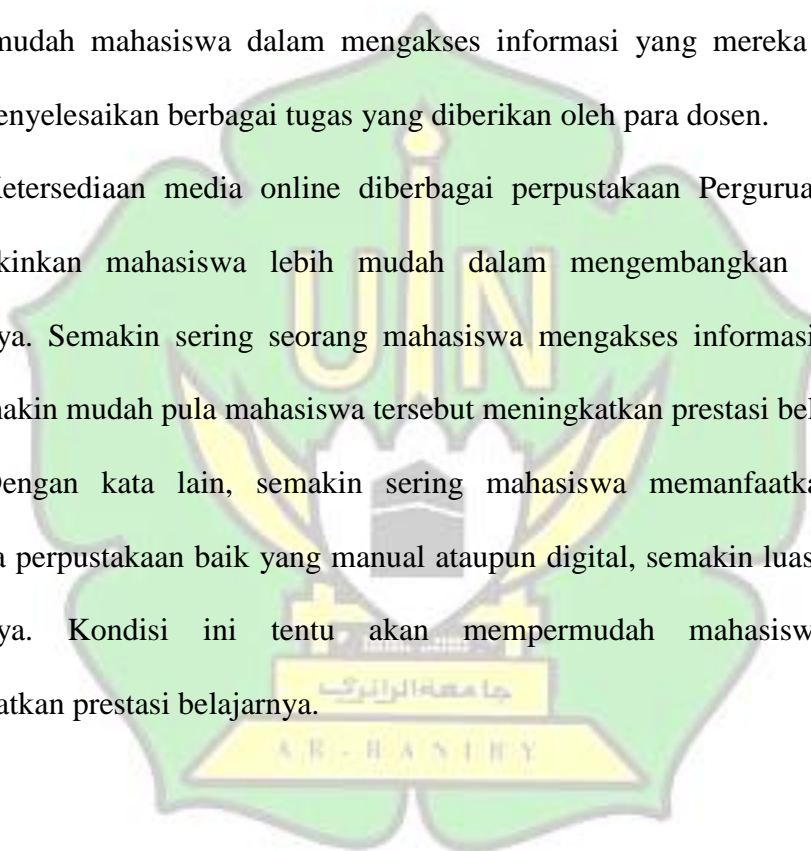 mudah mahasiswa dalam mengakses informasi yang mereka
enyelesaikan berbagai tugas yang diberikan oleh para dosen.
Ketersediaan media online diberbagai perpustakaan Pergurua
kinkan mahasiswa lebih mudah dalam mengembangkan
ya. Semakin sering seorang mahasiswa mengakses informasi
makin mudah pula mahasiswa tersebut meningkatkan prestasi bel
Dengan kata lain, semakin sering mahasiswa memanfaatka
a perpustakaan baik yang manual ataupun digital, semakin luas
ya. Kondisi ini tentu akan mempermudah mahasisw
atkan prestasi belajarnya.
UIN
جامعةالرانري
AR-RANIRY